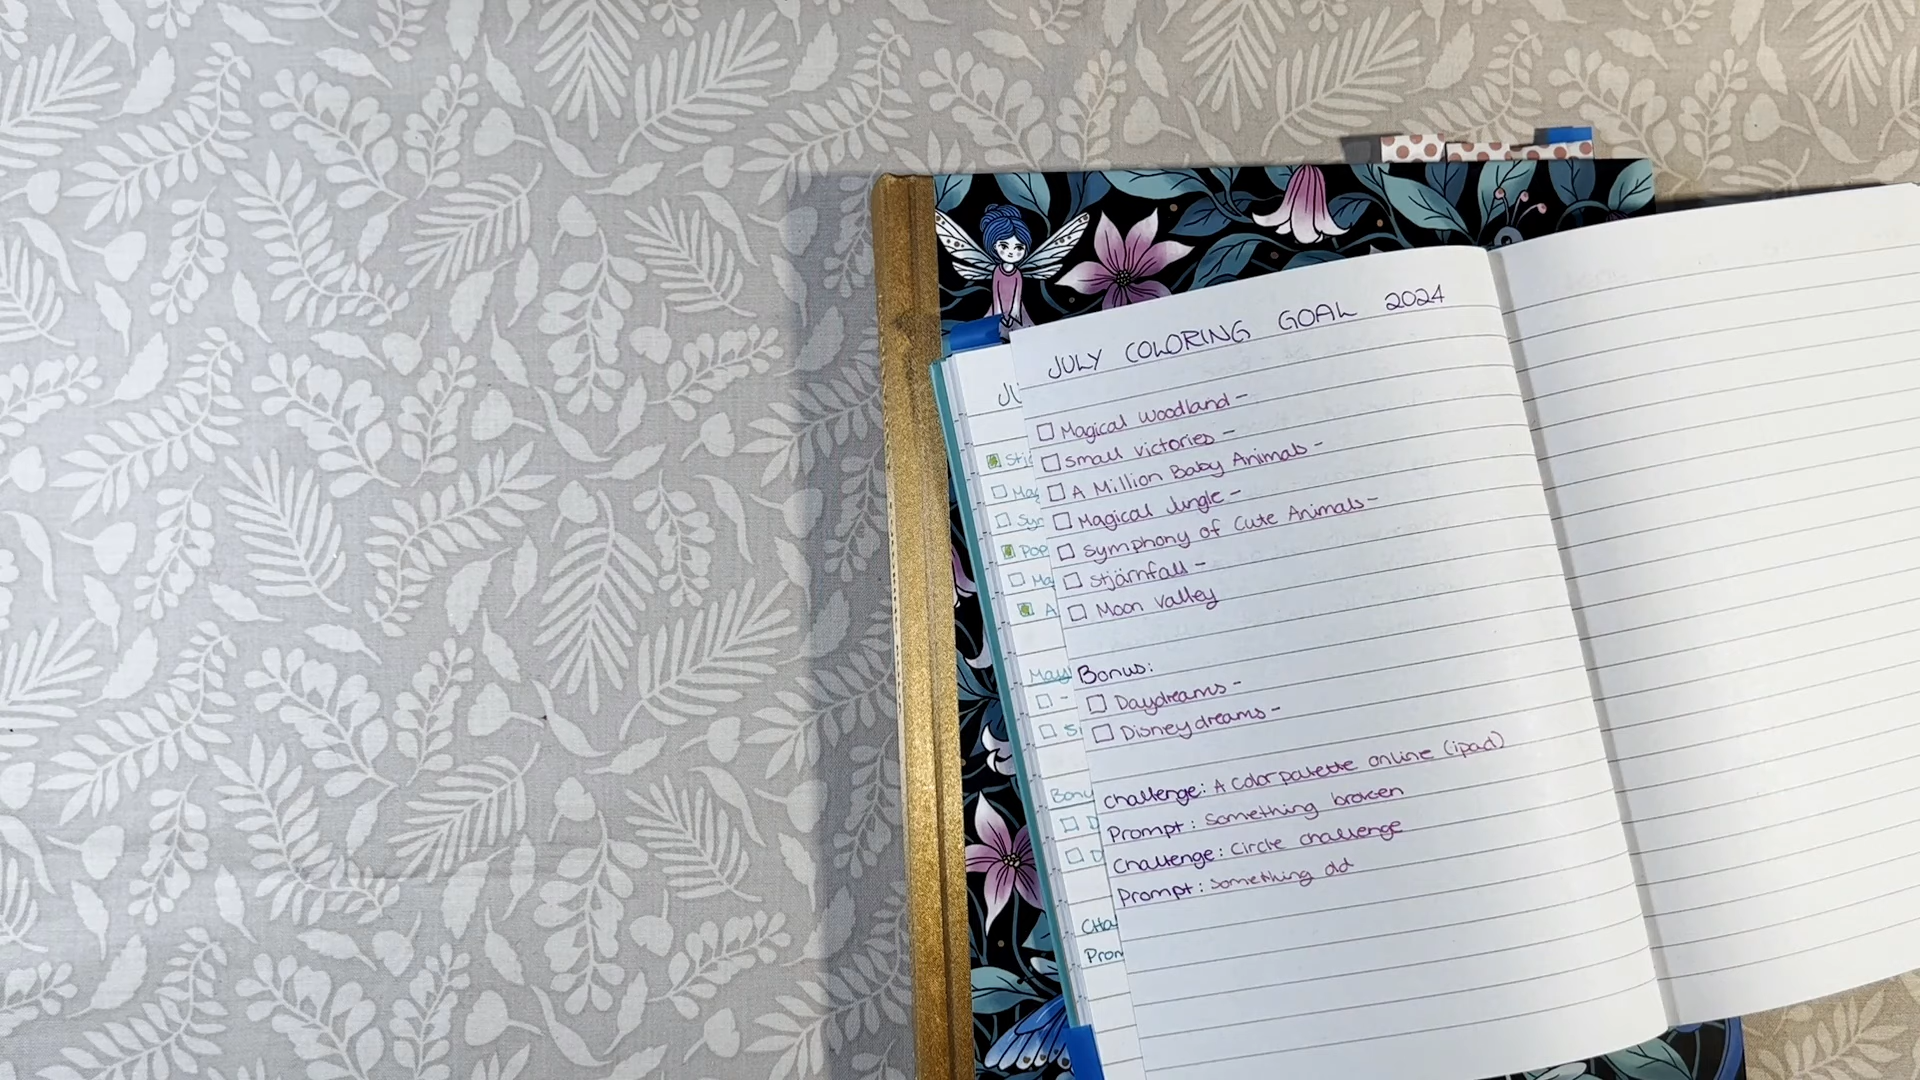 JULY COLORING GOAL 2024
Magical Woodland -
Small victories -
A Million Baby Animals -
Magical Jungle -
Symphony of Cute Animals -
Stjärnfall -
Moon Valley
Bonus:
Daydreams -
Disney dreams -
Challenge: A color palette online (ipad)
Prompt: Something broken
Challenge: Circle challenge
Prompt: Something old